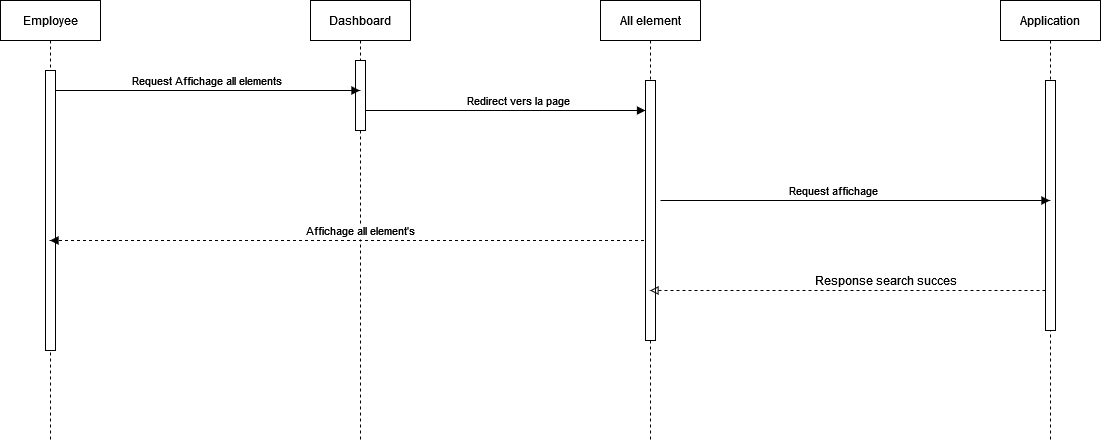 Employee
Dashboard
All element
Application
Request Affichage all elements
Redirect vers la page
Request affichage
Affichage all element's
Response search succes